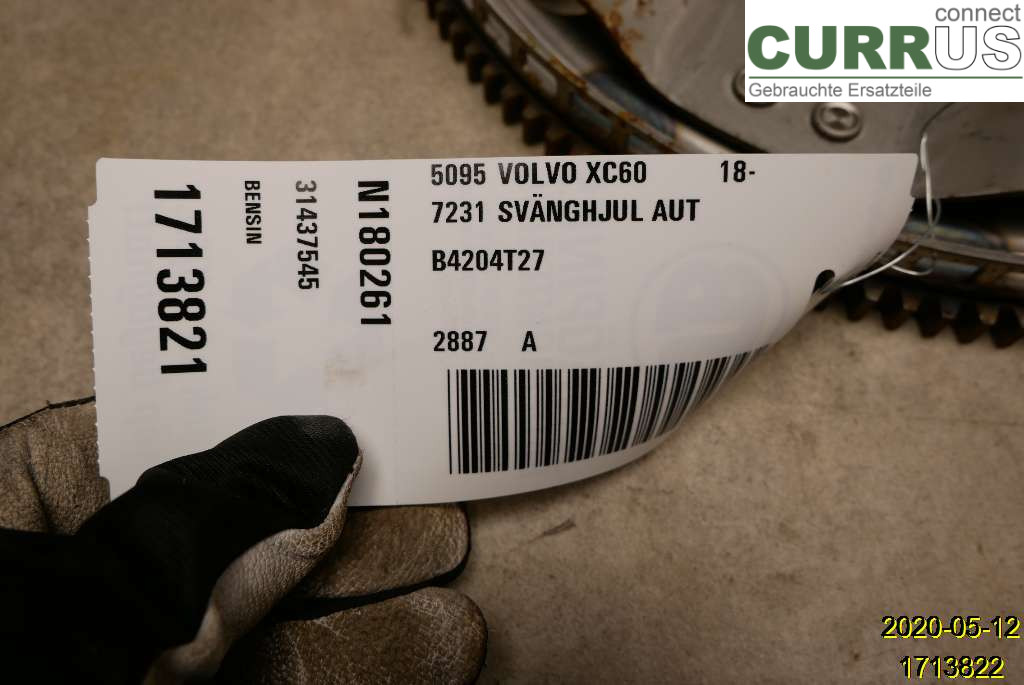 connect
CURRUS
Gebrauchte Ersatzteile
5095 VOLVO XC60 18-
7231 SVÄNGHJUL AUT
B4204T27
2887 A
N180261
31437545
BENSIN
1713821
2020-05-12
1713822